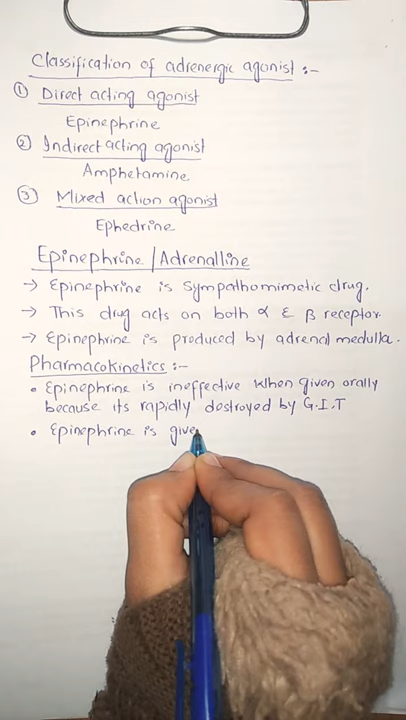 Classification of adrenergic agonist :-
① Direct acting agonist
Epinephrine
② Indirect acting agonist
Amphetamine
③ Mixed action agonist
Ephedrine
Epinephrine / Adrenalline
→ Epinephrine is Sympathomimetic drug.
→ This drug acts on both α & β receptor.
→ Epinephrine is produced by adrenal medulla.
Pharmacokinetics :-
• Epinephrine is ineffective When given orally
because its rapidly destroyed by G.I.T
• Epinephrine is give